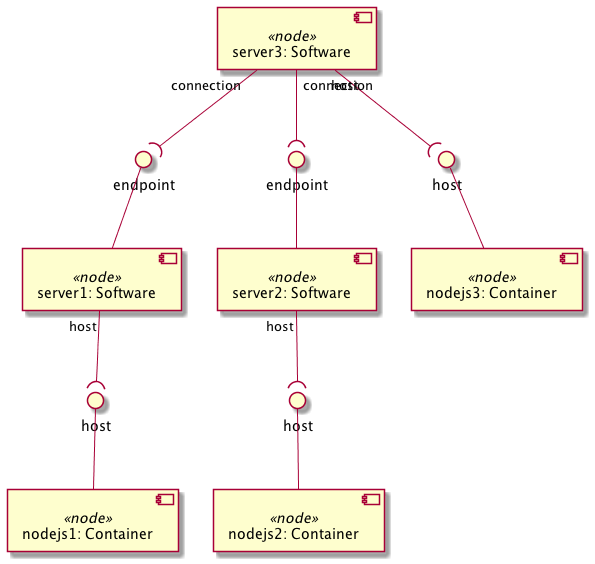 «node»
server3: Software
connection
connection
host
endpoint
endpoint
host
«node»
server1: Software
«node»
server2: Software
«node»
nodejs3: Container
host
host
host
host
«node»
nodejs1: Container
«node»
nodejs2: Container